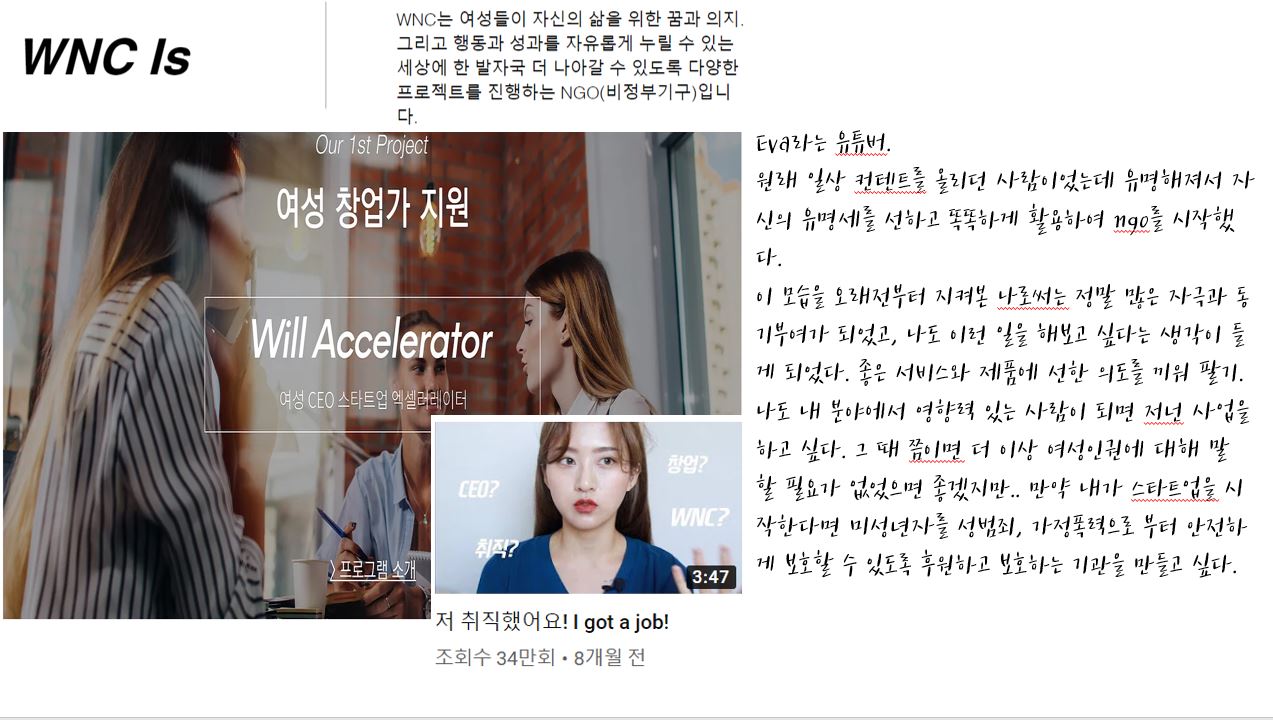 WNC Is
WNC는 여성들이 자신의 삶을 위한 꿈과 의지.
그리고 행동과 성과를 자유롭게 누릴 수 있는
세상에 한 발자국 더 나아갈 수 있도록 다양한
프로젝트를 진행하는 NGO(비정부기구)입니
다.
Our 1st Project
여성 창업가 지원
Will Accelerator
여성 CEO 스타트업 엑셀러레이터
> 프로그램 소개
창업?
CEO?
WNC?
취직?
3:47
저 취직했어요! I got a job!
조회수 34만회 • 8개월 전
Eva라는 유튜버.
원래 일상 컨텐트를 올리던 사람이었는데 유명해져서 자
신의 유명세를 선하고 똑똑하게 활용하여 ngo를 시작했
다.
이 모습을 오래전부터 지켜본 나로써는 정말 많은 자극과 동
기부여가 되었고, 나도 이런 일을 해보고 싶다는 생각이 들
게 되었다. 좋은 서비스와 제품에 선한 의도를 끼워 팔기.
나도 내 분야에서 영향력 있는 사람이 되면 저런 사업을
하고 싶다. 그 때 쯤이면 더 이상 여성인권에 대해 말
할 필요가 없었으면 좋겠지만.. 만약 내가 스타트업을 시
작한다면 미성년자를 성범죄, 가정폭력으로 부터 안전하
게 보호할 수 있도록 후원하고 보호하는 기관을 만들고 싶다.